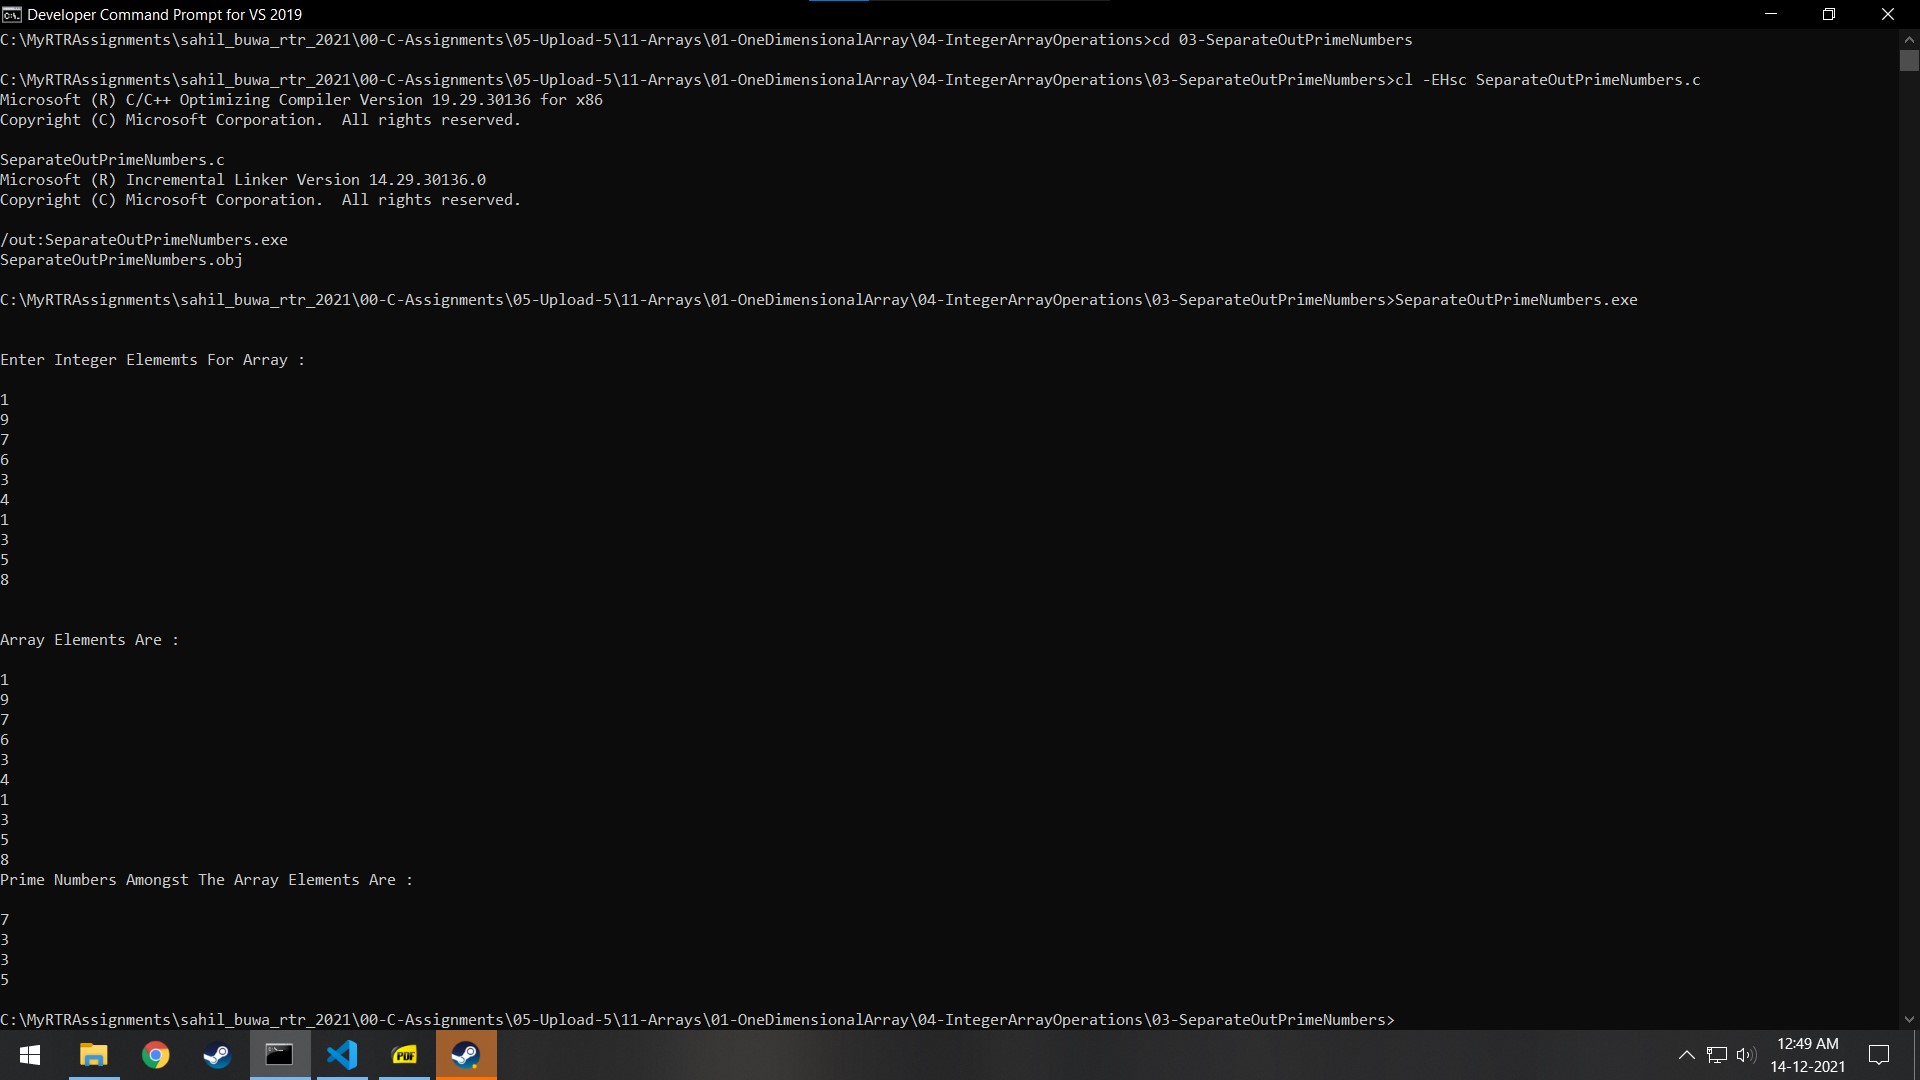 Developer Command Prompt for VS 2019
C:\MyRTRAssignments\sahil_buwa_rtr_2021\00-C-Assignments\05-Upload-5\11-Arrays\01-OneDimensionalArray\04-IntegerArrayOperations>cd 03-SeparateOutPrimeNumbers
C:\MyRTRAssignments\sahil_buwa_rtr_2021\00-C-Assignments\05-Upload-5\11-Arrays\01-OneDimensionalArray\04-IntegerArrayOperations\03-SeparateOutPrimeNumbers>cl -EHsc SeparateOutPrimeNumbers.c
Microsoft (R) C/C++ Optimizing Compiler Version 19.29.30136 for x86
Copyright (C) Microsoft Corporation.  All rights reserved.
SeparateOutPrimeNumbers.c
Microsoft (R) Incremental Linker Version 14.29.30136.0
Copyright (C) Microsoft Corporation.  All rights reserved.
/out:SeparateOutPrimeNumbers.exe
SeparateOutPrimeNumbers.obj
C:\MyRTRAssignments\sahil_buwa_rtr_2021\00-C-Assignments\05-Upload-5\11-Arrays\01-OneDimensionalArray\04-IntegerArrayOperations\03-SeparateOutPrimeNumbers>SeparateOutPrimeNumbers.exe
Enter Integer Elememts For Array :
1
9
7
6
3
4
1
3
5
8
Array Elements Are :
1
9
7
6
3
4
1
3
5
8
Prime Numbers Amongst The Array Elements Are :
7
3
3
5
C:\MyRTRAssignments\sahil_buwa_rtr_2021\00-C-Assignments\05-Upload-5\11-Arrays\01-OneDimensionalArray\04-IntegerArrayOperations\03-SeparateOutPrimeNumbers>
PDF
12:49 AM
14-12-2021